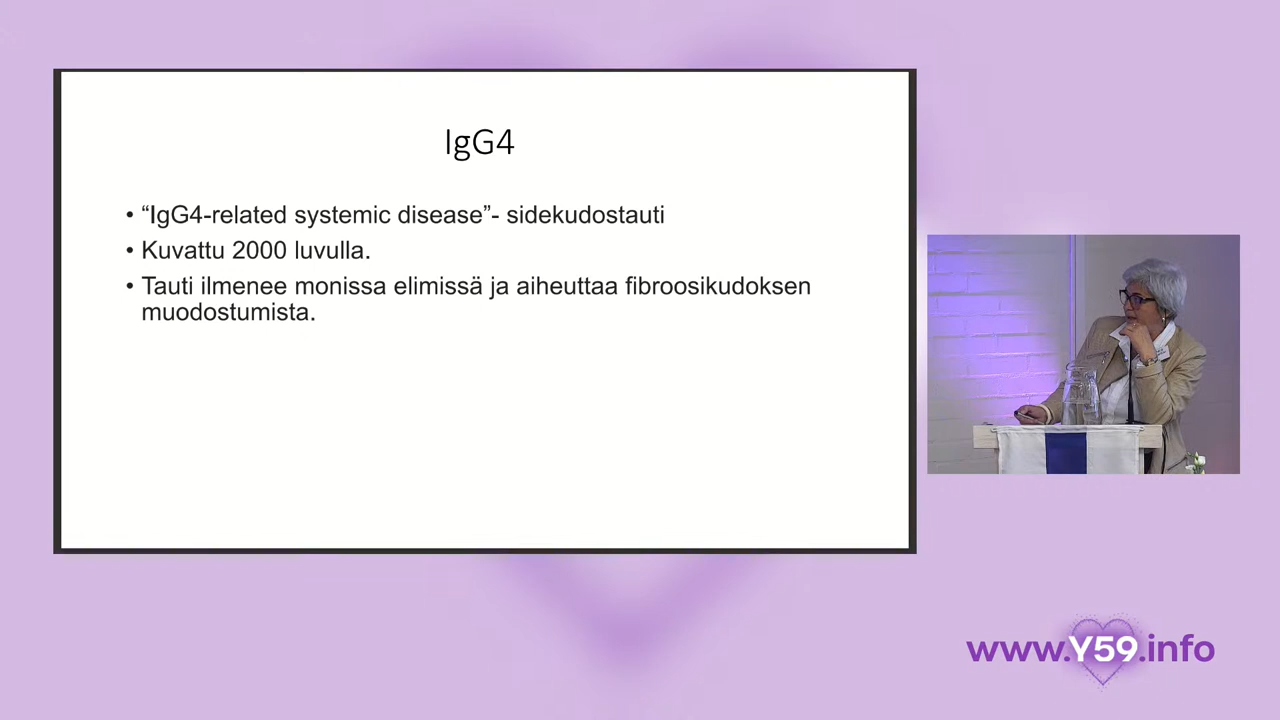 IgG4
• “IgG4-related systemic disease”- sidekudostauti
• Kuvattu 2000 luvulla.
• Tauti ilmenee monissa elimissä ja aiheuttaa fibroosikudoksen
muodostumista.
www.Y59.info